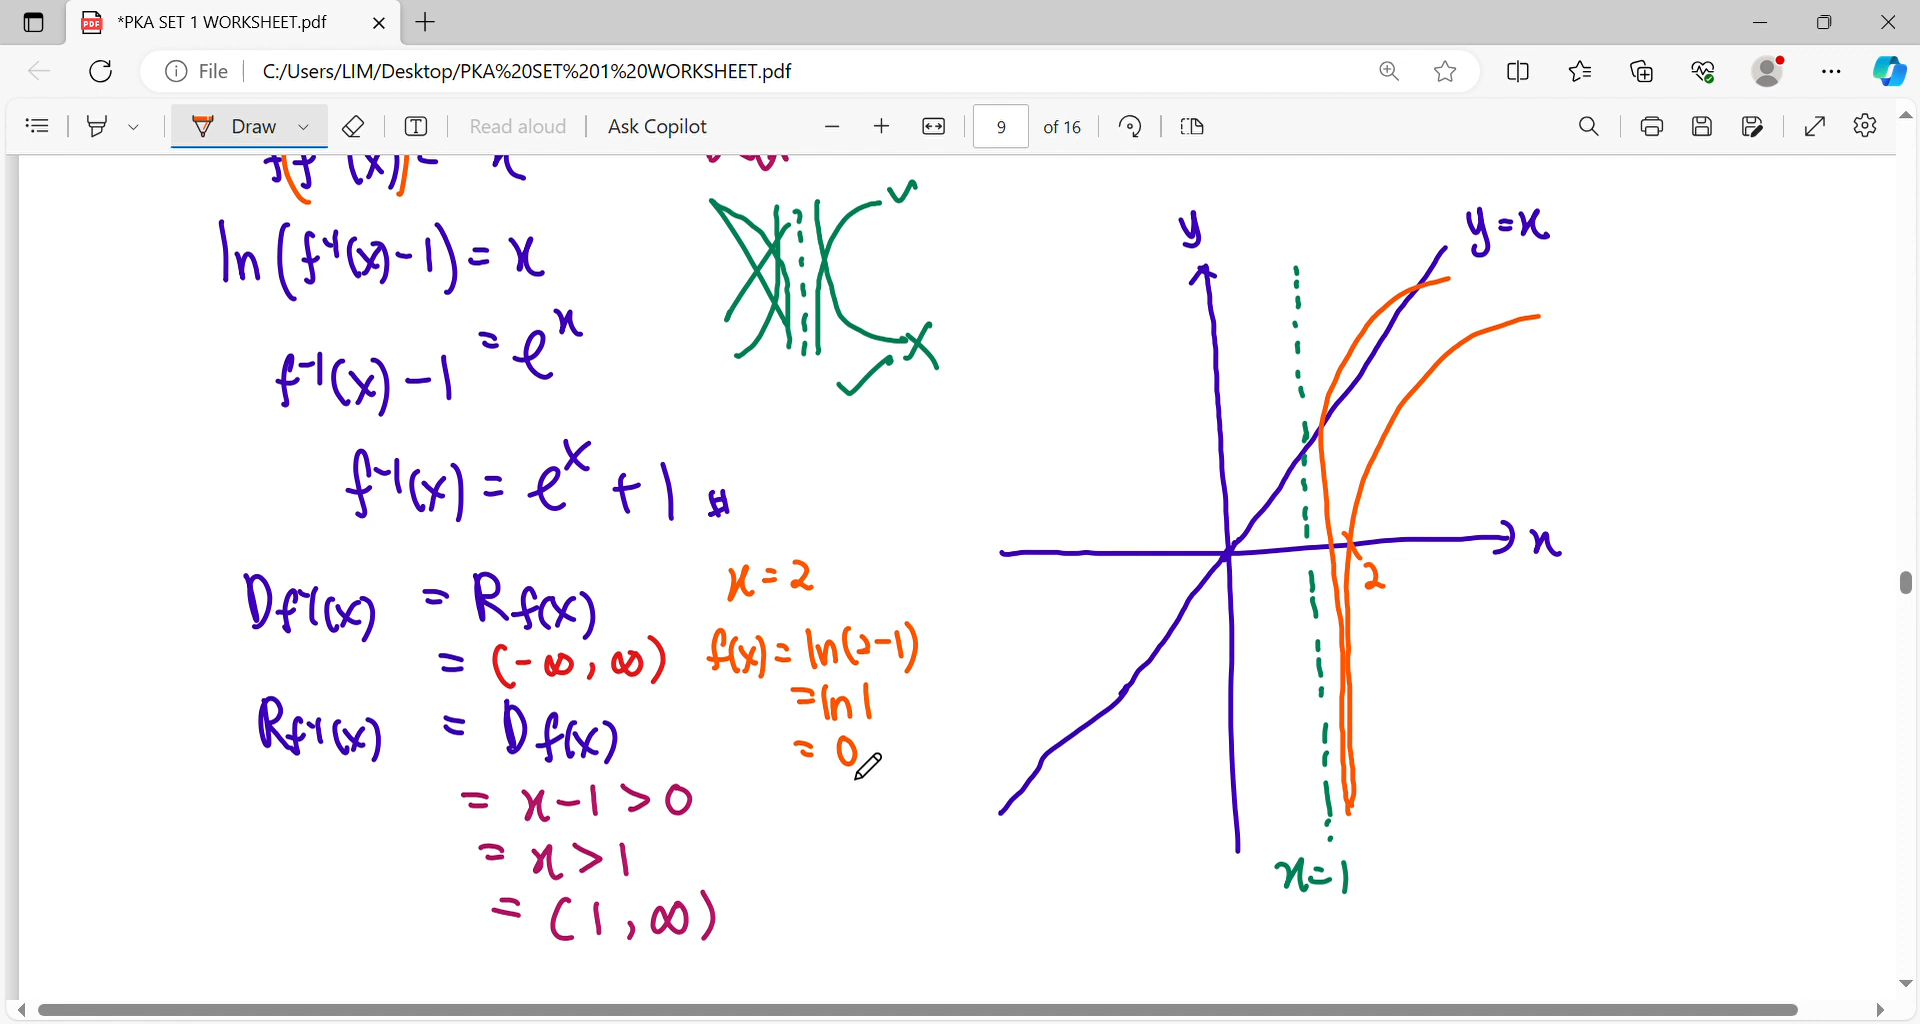 *PKA SET 1 WORKSHEET.pdf
File
C:/Users/LIM/Desktop/PKA%20SET%201%20WORKSHEET.pdf
Draw
Read aloud
Ask Copilot
9 of 16
ln(f⁻¹(x)-1) = x
f⁻¹(x) - 1 = eˣ
f⁻¹(x) = eˣ + 1 #
Df⁻¹(x) = Rf(x)
= (-∞, ∞)
Rf⁻¹(x) = Df(x)
= x-1 > 0
= x > 1
= (1, ∞)
x = 2
f(x) = ln(2-1)
= ln 1
= 0
y
y = x
x
2
x = 1